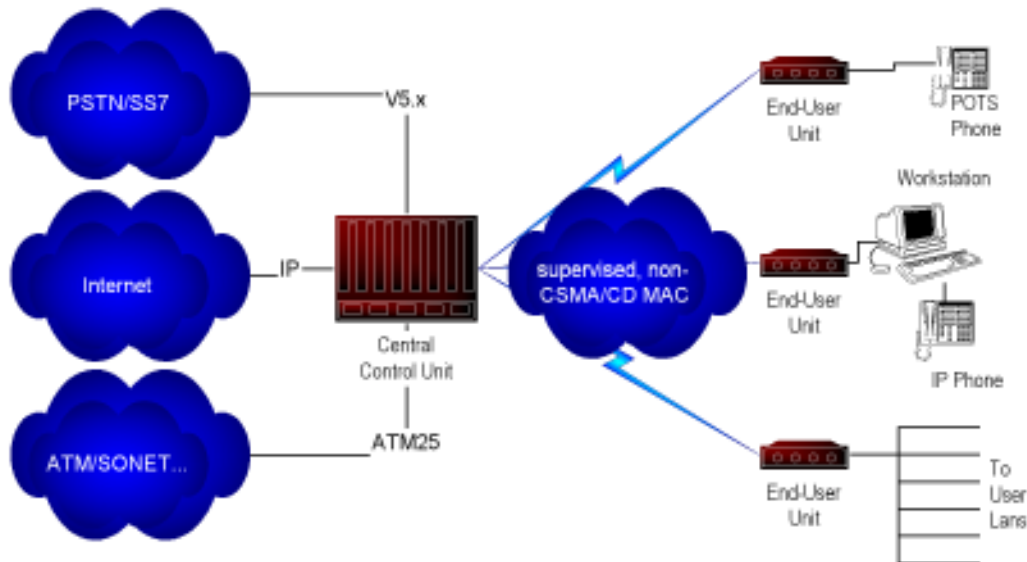 PSTN/SS7
V5.x
Internet
IP
Central
Control Unit
ATM/SONET...
ATM25
supervised, non-
CSMA/CD MAC
End-User
Unit
POTS
Phone
Workstation
End-User
Unit
IP Phone
End-User
Unit
To
User
Lans